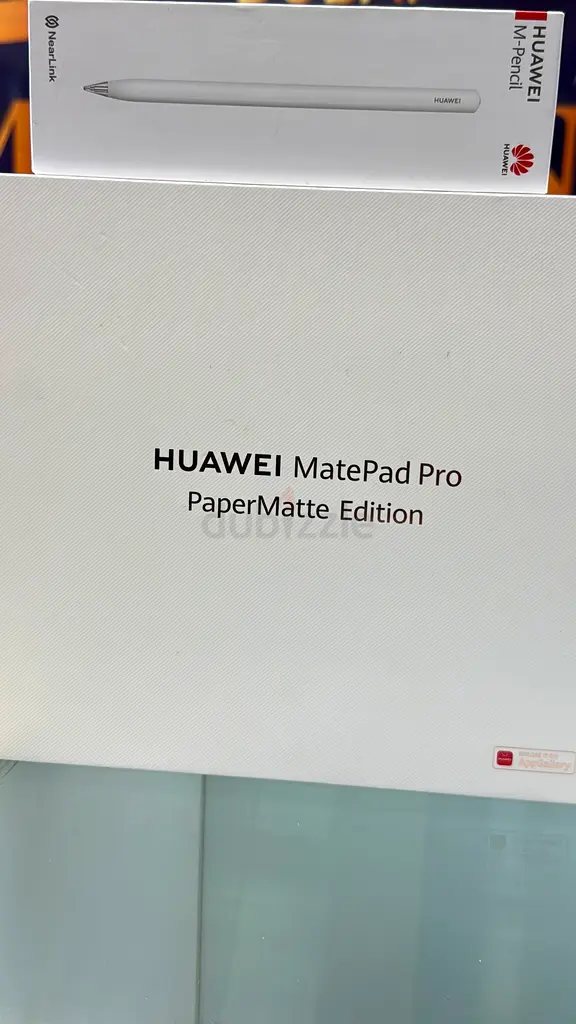 NearLink
HUAWEI
HUAWEI
M-Pencil
HUAWEI
HUAWEI MatePad Pro
PaperMatte Edition
dubizzle
AppGallery